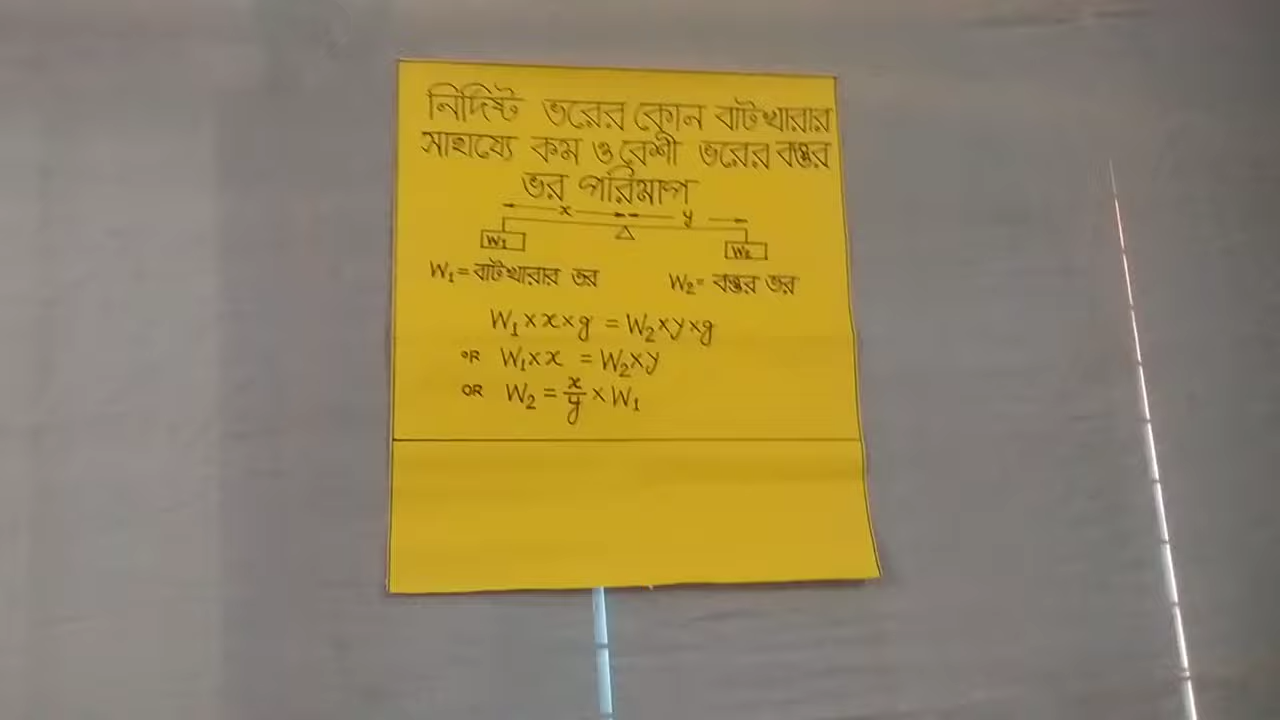 নির্দিষ্ট ভরের কোন বাটখারার
সাহায্যে কম ও বেশী ভরের বস্তুর
ভর পরিমাপ
x y
W₁ W₂
W₁= বাটখারার ভর W₂= বস্তুর ভর
W₁×x×g = W₂×y×g
OR W₁×x = W₂×y
OR W₂ = x/y × W₁